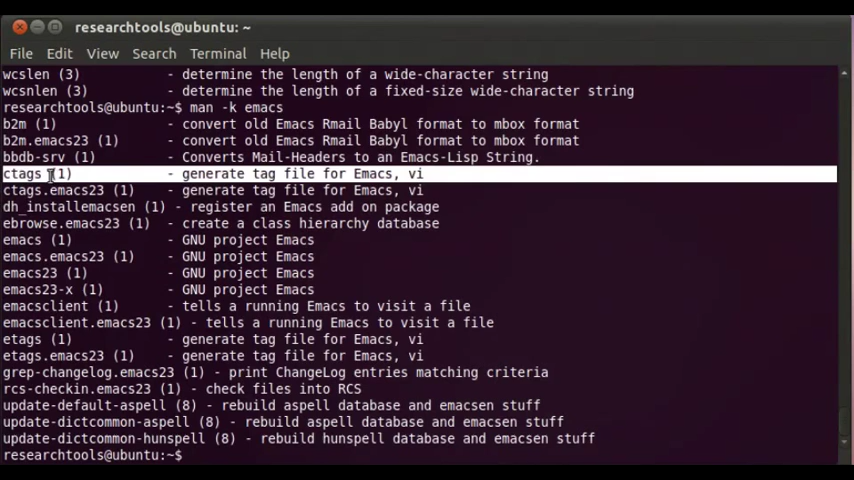 researchtools@ubuntu: ~
File Edit View Search Terminal Help
wcslen (3) - determine the length of a wide-character string
wcsnlen (3) - determine the length of a fixed-size wide-character string
researchtools@ubuntu:~$ man -k emacs
b2m (1) - convert old Emacs Rmail Babyl format to mbox format
b2m.emacs23 (1) - convert old Emacs Rmail Babyl format to mbox format
bbdb-srv (1) - Converts Mail-Headers to an Emacs-Lisp String.
ctags (1) - generate tag file for Emacs, vi
ctags.emacs23 (1) - generate tag file for Emacs, vi
dh_installemacsen (1) - register an Emacs add on package
ebrowse.emacs23 (1) - create a class hierarchy database
emacs (1) - GNU project Emacs
emacs.emacs23 (1) - GNU project Emacs
emacs23 (1) - GNU project Emacs
emacs23-x (1) - GNU project Emacs
emacsclient (1) - tells a running Emacs to visit a file
emacsclient.emacs23 (1) - tells a running Emacs to visit a file
etags (1) - generate tag file for Emacs, vi
etags.emacs23 (1) - generate tag file for Emacs, vi
grep-changelog.emacs23 (1) - print ChangeLog entries matching criteria
rcs-checkin.emacs23 (1) - check files into RCS
update-default-aspell (8) - rebuild aspell database and emacsen stuff
update-dictcommon-aspell (8) - rebuild aspell database and emacsen stuff
update-dictcommon-hunspell (8) - rebuild hunspell database and emacsen stuff
researchtools@ubuntu:~$